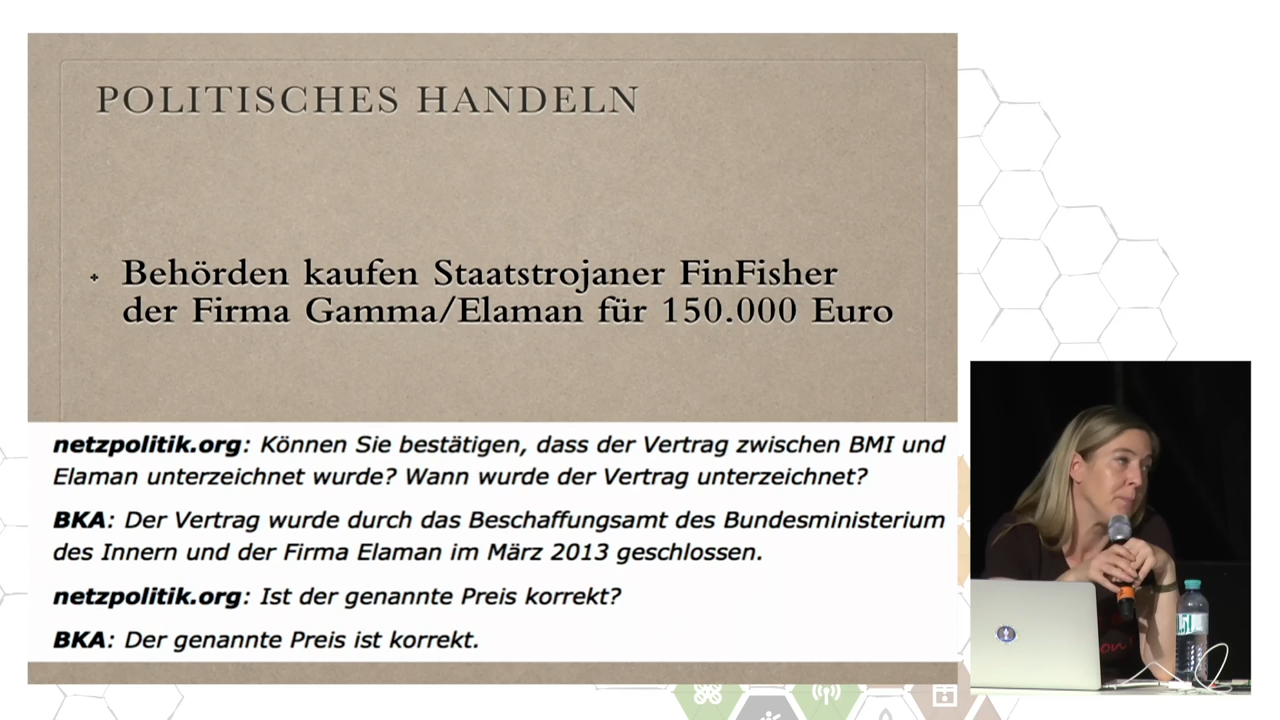 POLITISCHES HANDELN
Behörden kaufen Staatstrojaner FinFisher
der Firma Gamma/Elaman für 150.000 Euro
netzpolitik.org: Können Sie bestätigen, dass der Vertrag zwischen BMI und
Elaman unterzeichnet wurde? Wann wurde der Vertrag unterzeichnet?
BKA: Der Vertrag wurde durch das Beschaffungsamt des Bundesministerium
des Innern und der Firma Elaman im März 2013 geschlossen.
netzpolitik.org: Ist der genannte Preis korrekt?
BKA: Der genannte Preis ist korrekt.